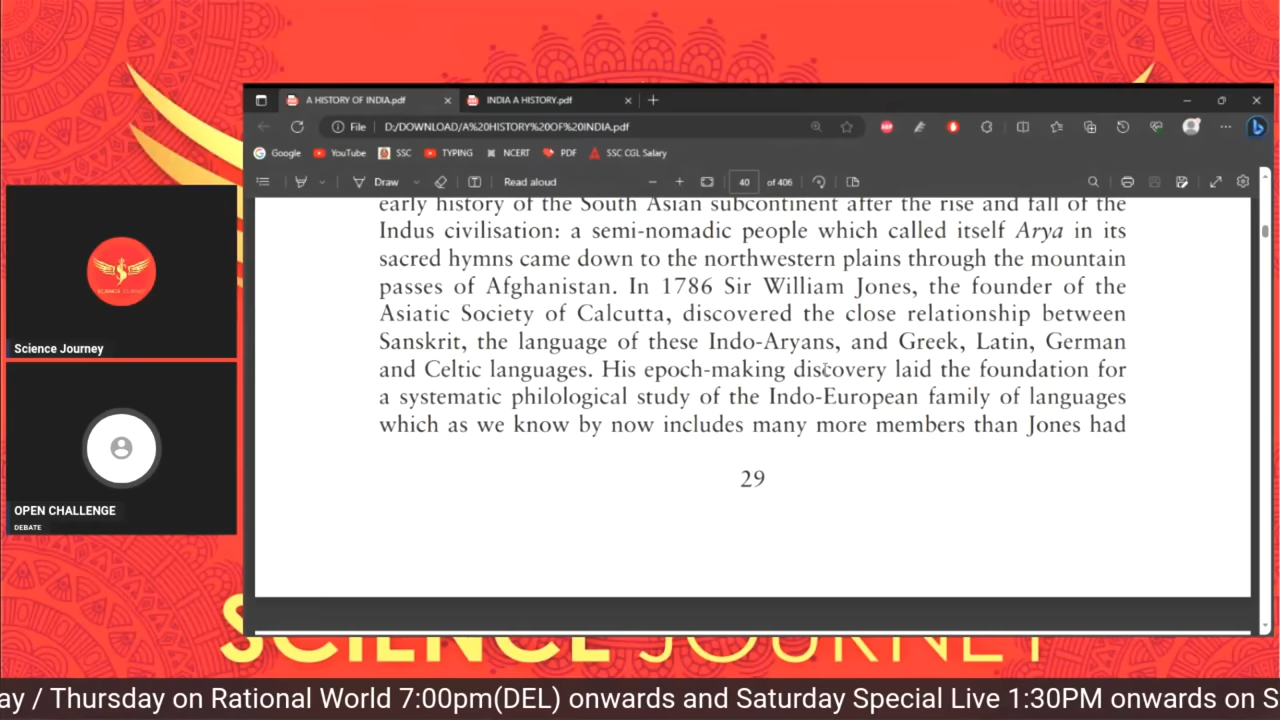 A HISTORY OF INDIA.pdf
INDIA A HISTORY.pdf
File D:/DOWNLOAD/A%20HISTORY%20OF%20INDIA.pdf
Google YouTube SSC TYPING NCERT PDF SSC CGL Salary
Draw Read aloud 40 of 406
early history of the South Asian subcontinent after the rise and fall of the
Indus civilisation: a semi-nomadic people which called itself Arya in its
sacred hymns came down to the northwestern plains through the mountain
passes of Afghanistan. In 1786 Sir William Jones, the founder of the
Asiatic Society of Calcutta, discovered the close relationship between
Sanskrit, the language of these Indo-Aryans, and Greek, Latin, German
and Celtic languages. His epoch-making discovery laid the foundation for
a systematic philological study of the Indo-European family of languages
which as we know by now includes many more members than Jones had
29
SCIENCE JOURNEY
Science Journey
OPEN CHALLENGE
DEBATE
SCIENCE JOURNEY
ay / Thursday on Rational World 7:00pm(DEL) onwards and Saturday Special Live 1:30PM onwards on S